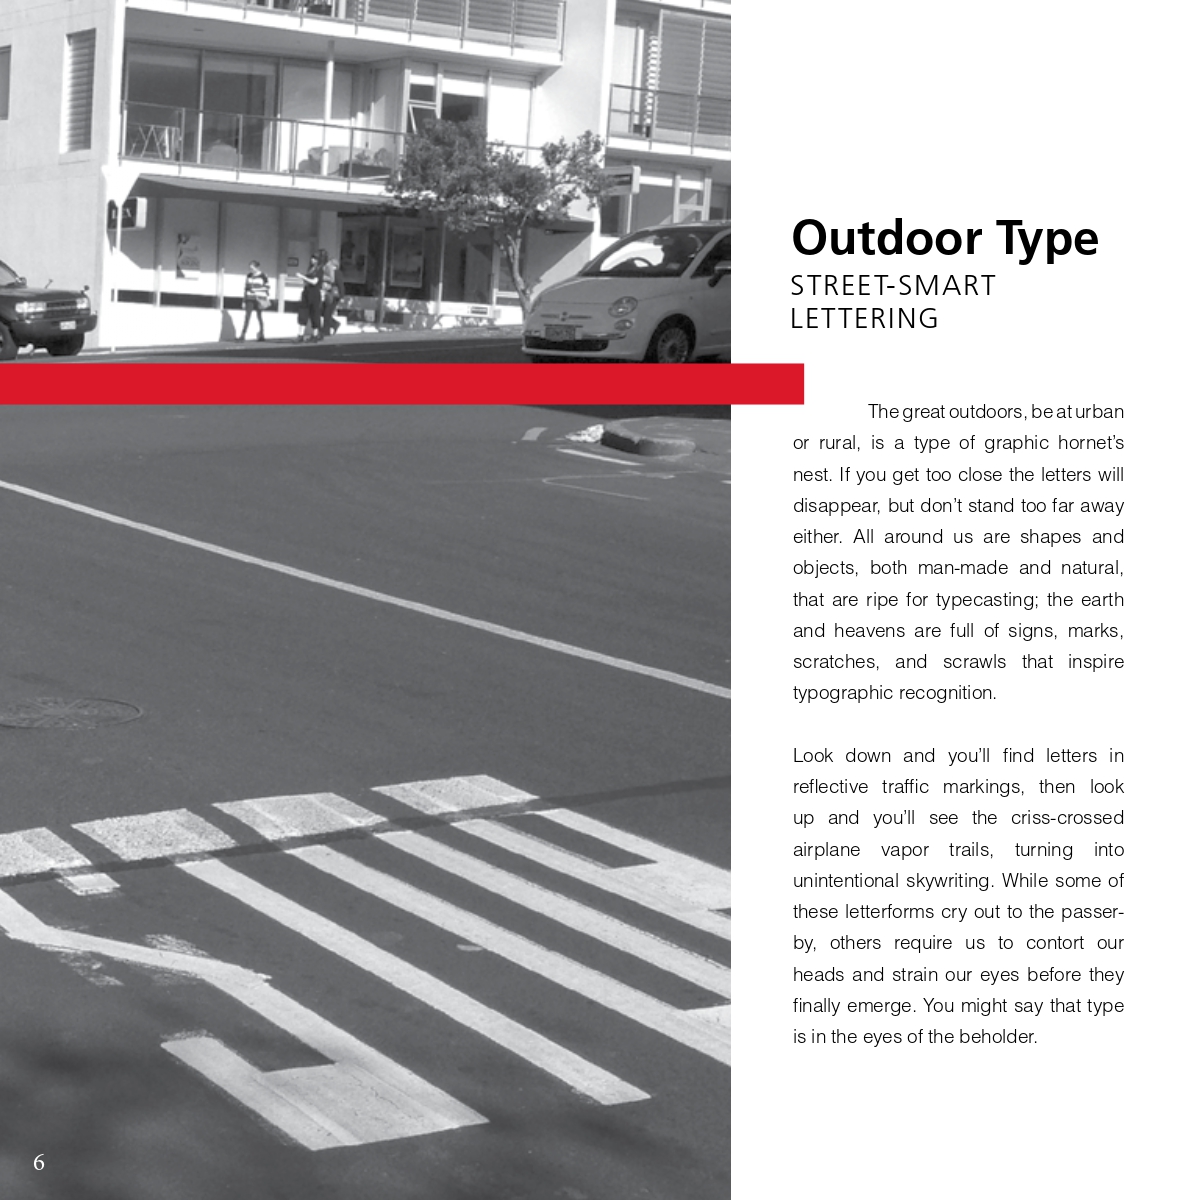 Outdoor Type
STREET-SMART
LETTERING
The great outdoors, be at urban
or rural, is a type of graphic hornet’s
nest. If you get too close the letters will
disappear, but don’t stand too far away
either. All around us are shapes and
objects, both man-made and natural,
that are ripe for typecasting; the earth
and heavens are full of signs, marks,
scratches, and scrawls that inspire
typographic recognition.
Look down and you’ll find letters in
reflective traffic markings, then look
up and you’ll see the criss-crossed
airplane vapor trails, turning into
unintentional skywriting. While some of
these letterforms cry out to the passer-
by, others require us to contort our
heads and strain our eyes before they
finally emerge. You might say that type
is in the eyes of the beholder.
6